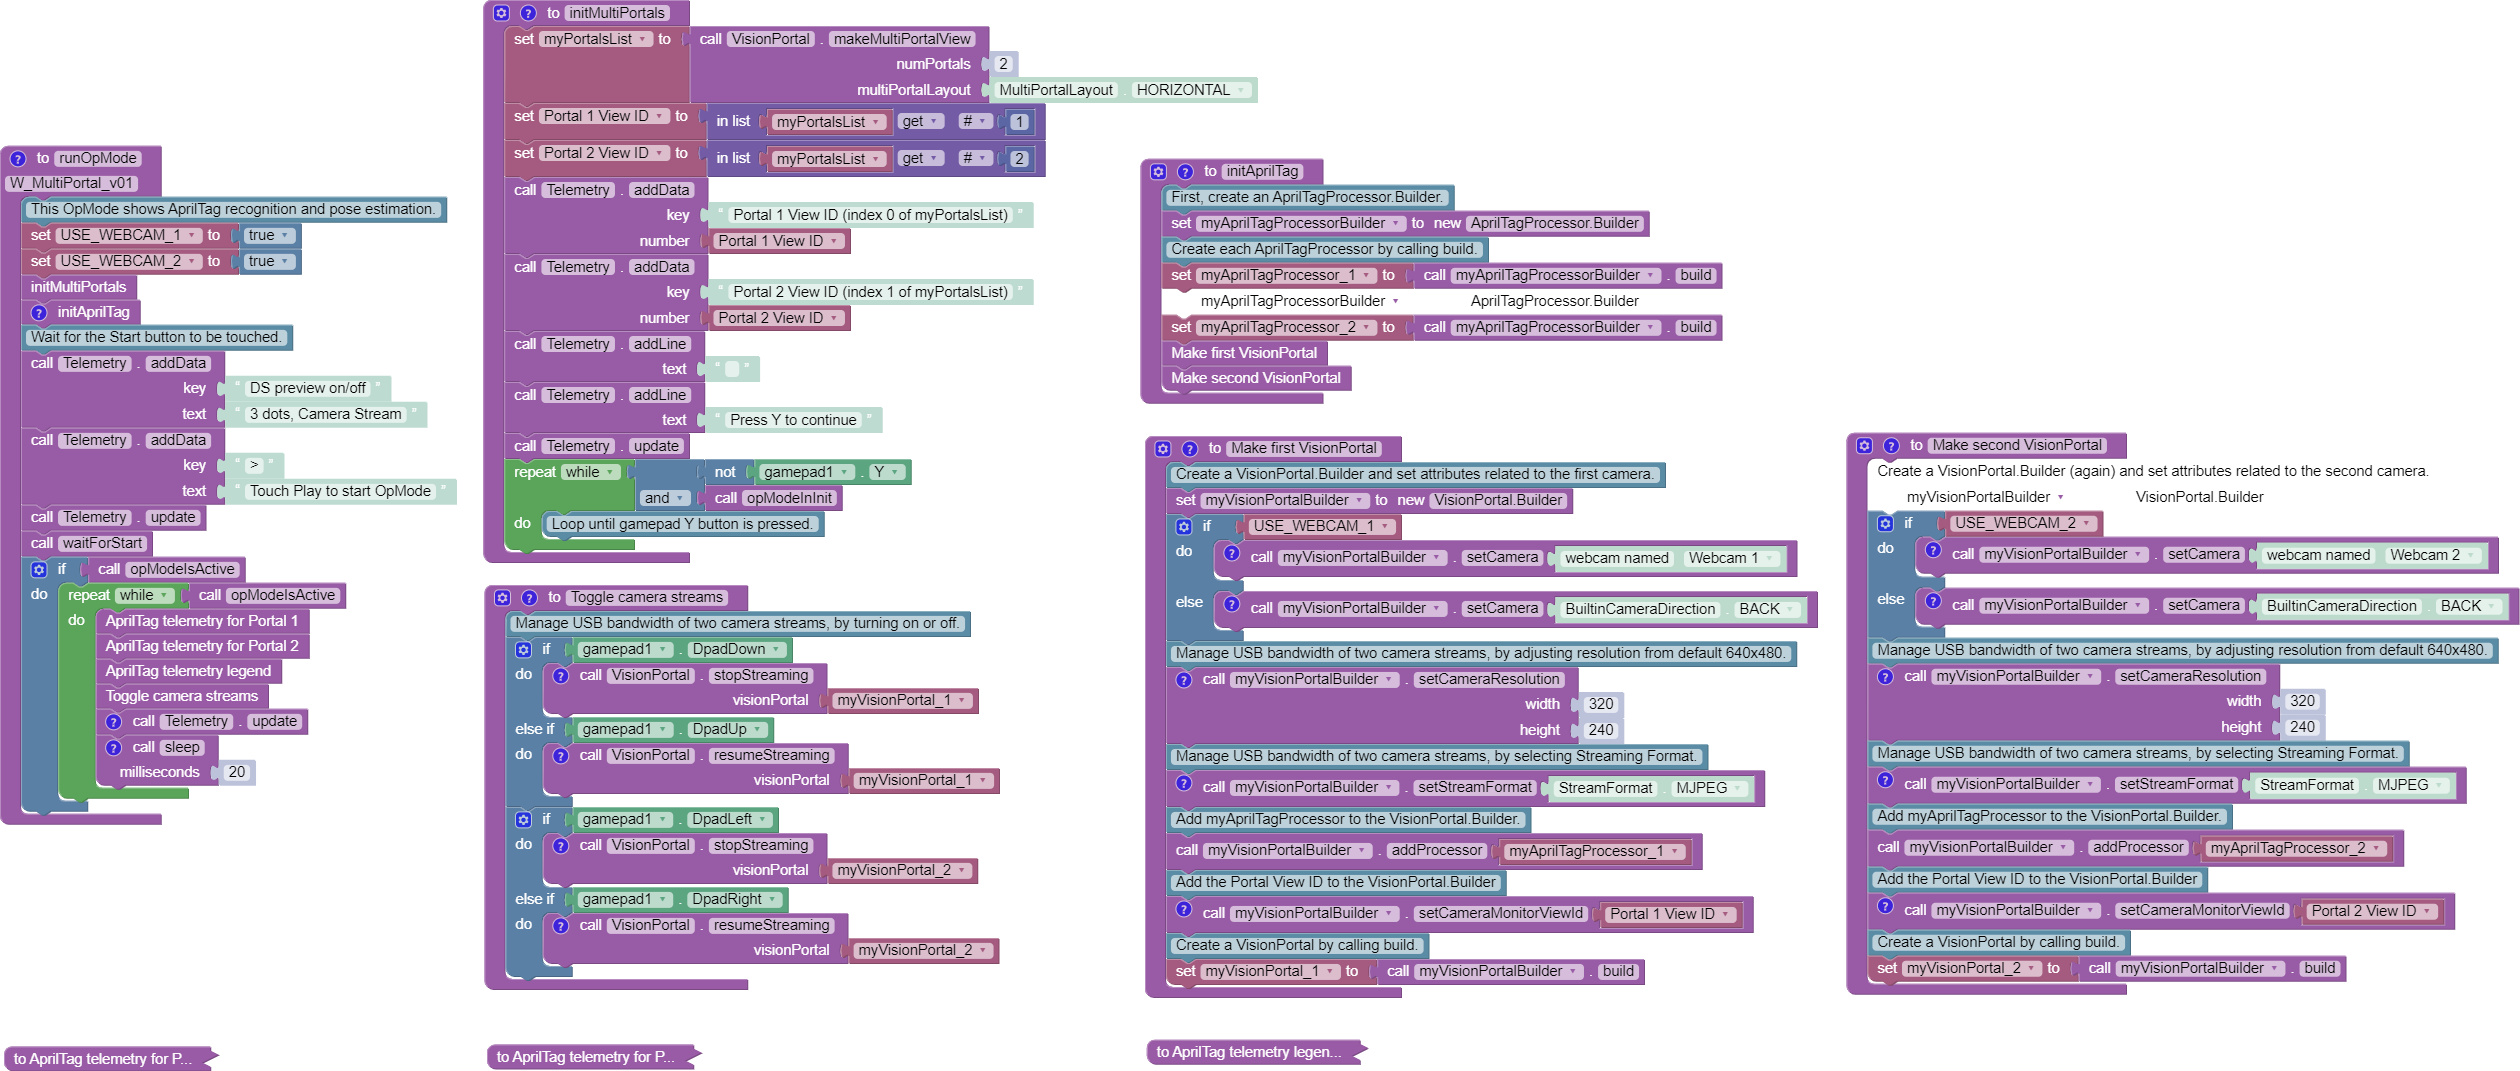 to runOpMode
W_MultiPortal_v01
This OpMode shows AprilTag recognition and pose estimation.
set USE_WEBCAM_1 to true
set USE_WEBCAM_2 to true
initMultiPortals
? initAprilTag
Wait for the Start button to be touched.
call Telemetry . addData
key “ DS preview on/off ”
text “ 3 dots, Camera Stream ”
call Telemetry . addData
key “ > ”
text “ Touch Play to start OpMode ”
call Telemetry . update
call waitForStart
if call opModeIsActive
do repeat while call opModeIsActive
do AprilTag telemetry for Portal 1
AprilTag telemetry for Portal 2
AprilTag telemetry legend
Toggle camera streams
? call Telemetry . update
? call sleep
milliseconds 20
to AprilTag telemetry for P...
? to initMultiPortals
set myPortalsList to call VisionPortal . makeMultiPortalView
numPortals 2
multiPortalLayout MultiPortalLayout . HORIZONTAL
set Portal 1 View ID to in list myPortalsList get # 1
set Portal 2 View ID to in list myPortalsList get # 2
call Telemetry . addData
key “ Portal 1 View ID (index 0 of myPortalsList) ”
number Portal 1 View ID
call Telemetry . addData
key “ Portal 2 View ID (index 1 of myPortalsList) ”
number Portal 2 View ID
call Telemetry . addLine
text “ ”
call Telemetry . addLine
text “ Press Y to continue ”
call Telemetry . update
repeat while not gamepad1 . Y
and call opModeInInit
do Loop until gamepad Y button is pressed.
? to Toggle camera streams
Manage USB bandwidth of two camera streams, by turning on or off.
if gamepad1 . DpadDown
do ? call VisionPortal . stopStreaming
visionPortal myVisionPortal_1
else if gamepad1 . DpadUp
do ? call VisionPortal . resumeStreaming
visionPortal myVisionPortal_1
if gamepad1 . DpadLeft
do ? call VisionPortal . stopStreaming
visionPortal myVisionPortal_2
else if gamepad1 . DpadRight
do ? call VisionPortal . resumeStreaming
visionPortal myVisionPortal_2
to AprilTag telemetry for P...
? to initAprilTag
First, create an AprilTagProcessor.Builder.
set myAprilTagProcessorBuilder to new AprilTagProcessor.Builder
Create each AprilTagProcessor by calling build.
set myAprilTagProcessor_1 to call myAprilTagProcessorBuilder . build
myAprilTagProcessorBuilder AprilTagProcessor.Builder
set myAprilTagProcessor_2 to call myAprilTagProcessorBuilder . build
Make first VisionPortal
Make second VisionPortal
? to Make first VisionPortal
Create a VisionPortal.Builder and set attributes related to the first camera.
set myVisionPortalBuilder to new VisionPortal.Builder
if USE_WEBCAM_1
do ? call myVisionPortalBuilder . setCamera webcam named Webcam 1
else ? call myVisionPortalBuilder . setCamera BuiltinCameraDirection . BACK
Manage USB bandwidth of two camera streams, by adjusting resolution from default 640x480.
? call myVisionPortalBuilder . setCameraResolution
width 320
height 240
Manage USB bandwidth of two camera streams, by selecting Streaming Format.
? call myVisionPortalBuilder . setStreamFormat StreamFormat . MJPEG
Add myAprilTagProcessor to the VisionPortal.Builder.
call myVisionPortalBuilder . addProcessor myAprilTagProcessor_1
Add the Portal View ID to the VisionPortal.Builder
? call myVisionPortalBuilder . setCameraMonitorViewId Portal 1 View ID
Create a VisionPortal by calling build.
set myVisionPortal_1 to call myVisionPortalBuilder . build
to AprilTag telemetry legen...
? to Make second VisionPortal
Create a VisionPortal.Builder (again) and set attributes related to the second camera.
myVisionPortalBuilder VisionPortal.Builder
if USE_WEBCAM_2
do ? call myVisionPortalBuilder . setCamera webcam named Webcam 2
else ? call myVisionPortalBuilder . setCamera BuiltinCameraDirection . BACK
Manage USB bandwidth of two camera streams, by adjusting resolution from default 640x480.
? call myVisionPortalBuilder . setCameraResolution
width 320
height 240
Manage USB bandwidth of two camera streams, by selecting Streaming Format.
? call myVisionPortalBuilder . setStreamFormat StreamFormat . MJPEG
Add myAprilTagProcessor to the VisionPortal.Builder.
call myVisionPortalBuilder . addProcessor myAprilTagProcessor_2
Add the Portal View ID to the VisionPortal.Builder
? call myVisionPortalBuilder . setCameraMonitorViewId Portal 2 View ID
Create a VisionPortal by calling build.
set myVisionPortal_2 to call myVisionPortalBuilder . build